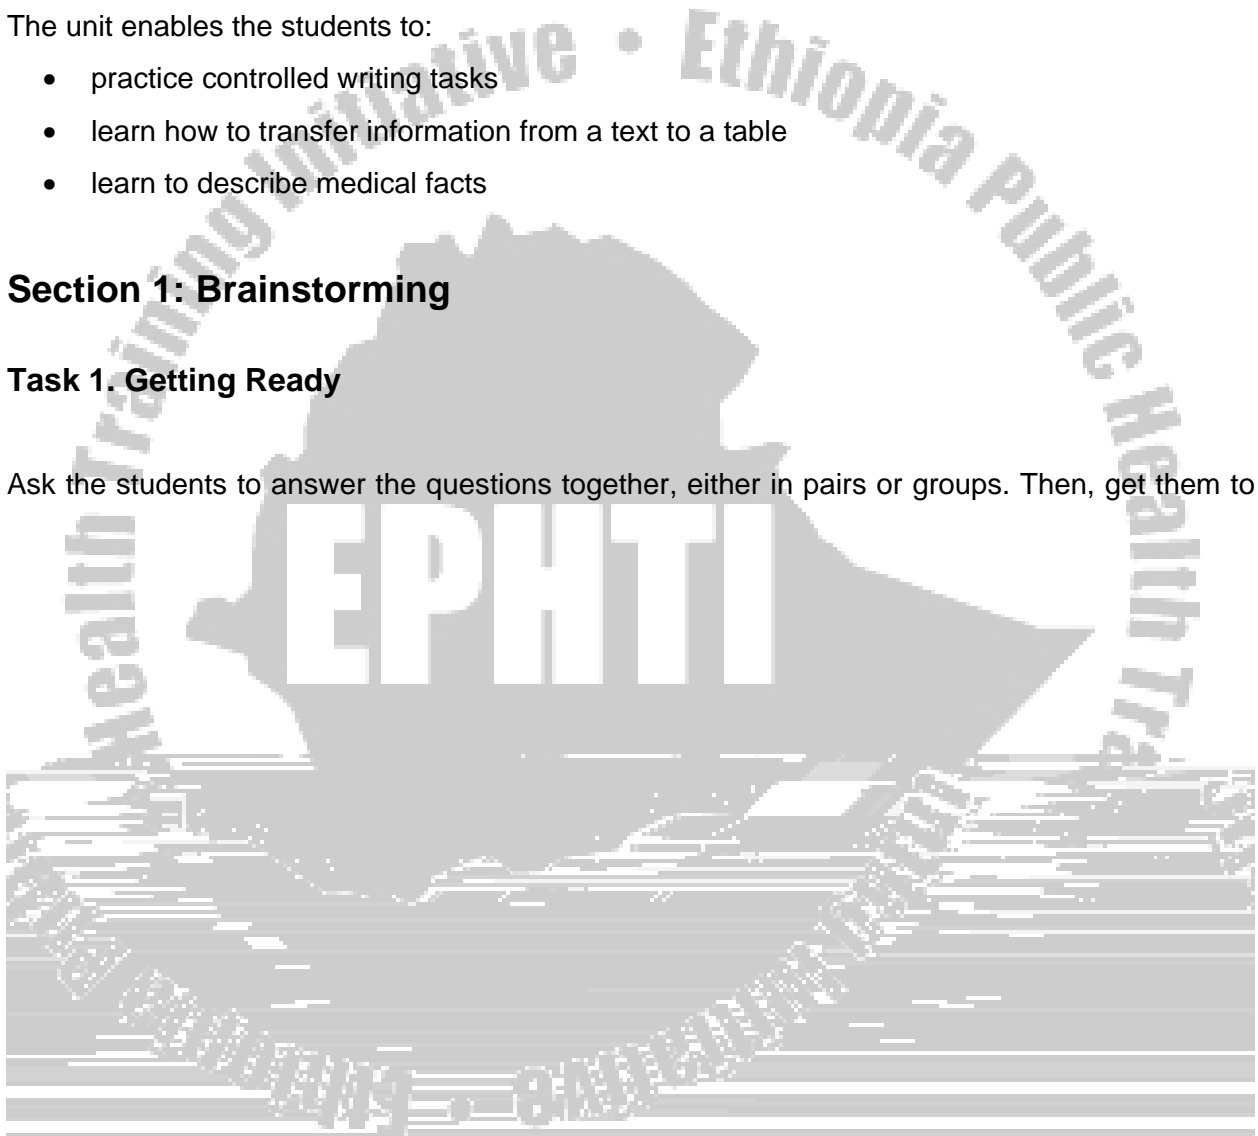 The unit enables the students to:
• practice controlled writing tasks
• learn how to transfer information from a text to a table
• learn to describe medical facts
Section 1: Brainstorming
Task 1. Getting Ready
Ask the students to answer the questions together, either in pairs or groups. Then, get them to
Ethiopia Public Health Training Initiative •
EPHTI